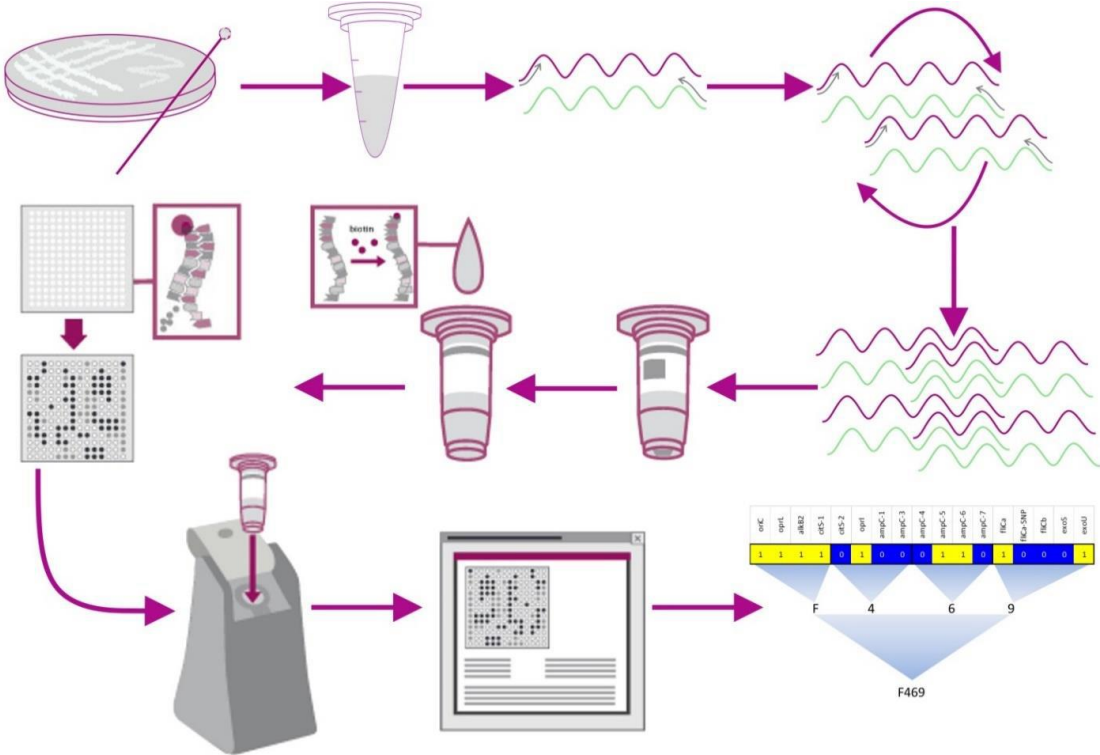 biotin
oriC oprL alkB2 citS-1 citS-2 oprI ampC-1 ampC-3 ampC-4 ampC-5 ampC-6 ampC-7 fliCa fliCa-SNP fliCb exoS exoU
1 1 1 1 0 1 0 0 0 1 1 0 1 0 0 0 1
F 4 6 9
F469